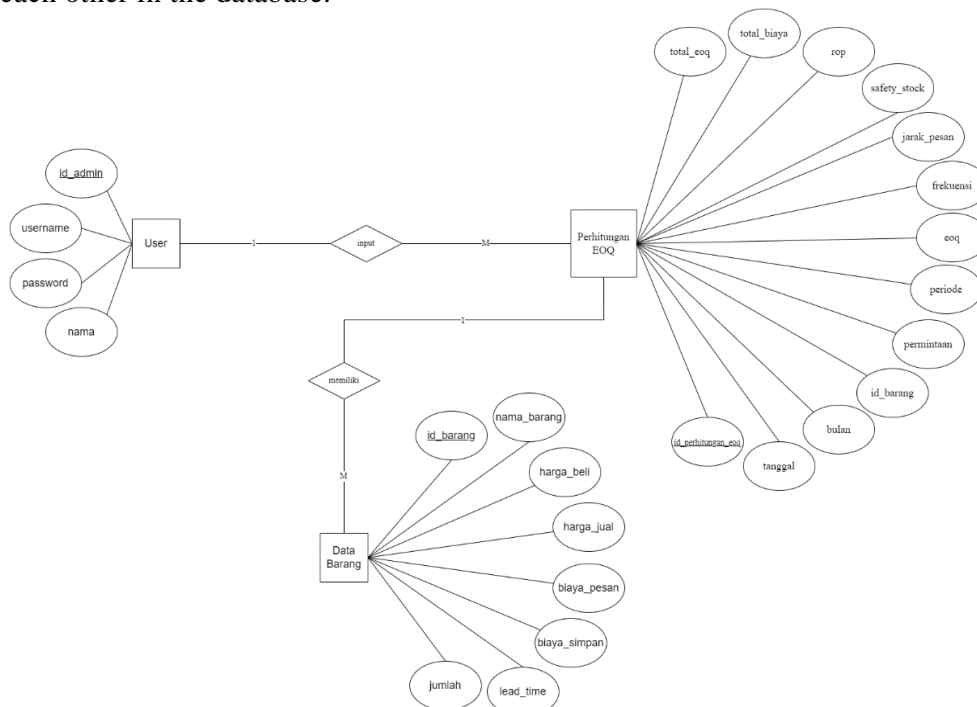 each other in the database.
total_eoq
total_biaya
rop
safety_stock
jarak_pesan
frekuensi
eoq
periode
permintaan
id_barang
bulan
tanggal
id_perhitungan_eoq
Perhitungan
EOQ
id_admin
username
password
nama
User
1
input
M
1
memiliki
M
Data
Barang
id_barang
nama_barang
harga_beli
harga_jual
biaya_pesan
biaya_simpan
lead_time
jumlah